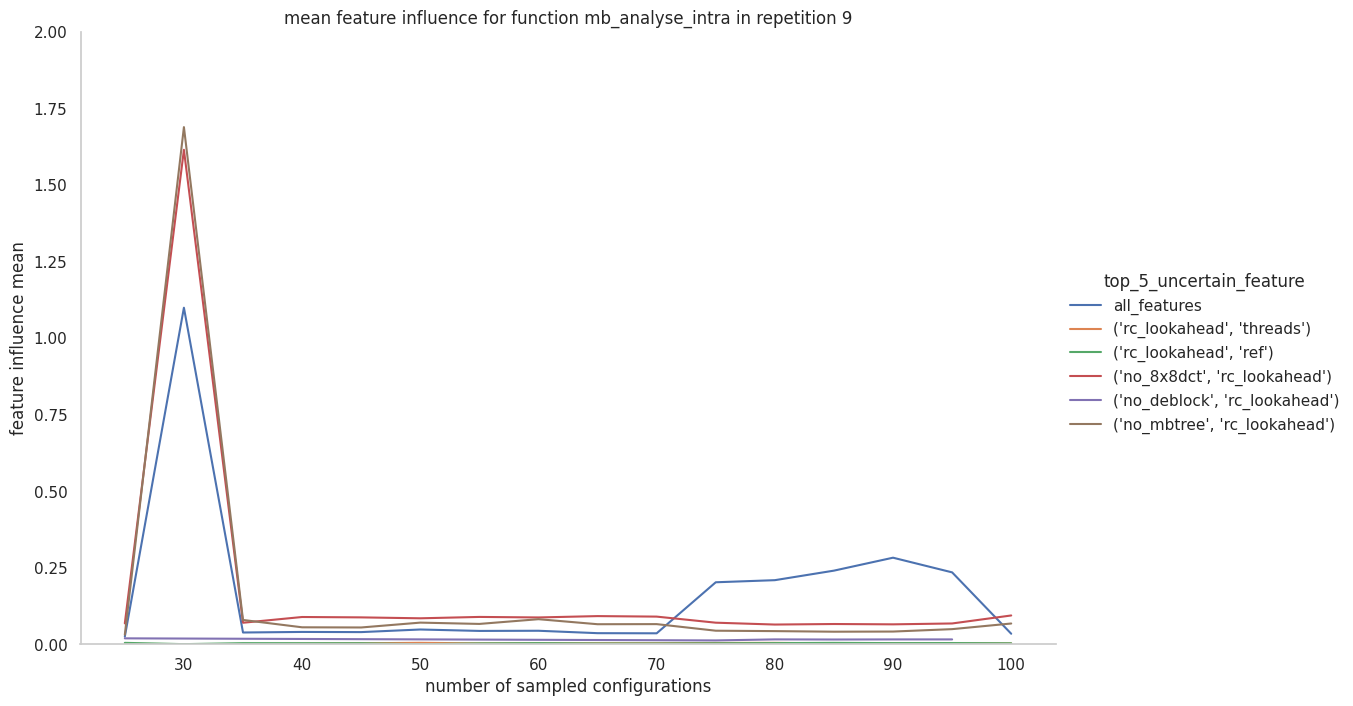 mean feature influence for function mb_analyse_intra in repetition 9
2.00
1.75
1.50
1.25
1.00
0.75
0.50
0.25
0.00
feature influence mean
30 40 50 60 70 80 90 100
number of sampled configurations
top_5_uncertain_feature
all_features
('rc_lookahead', 'threads')
('rc_lookahead', 'ref')
('no_8x8dct', 'rc_lookahead')
('no_deblock', 'rc_lookahead')
('no_mbtree', 'rc_lookahead')